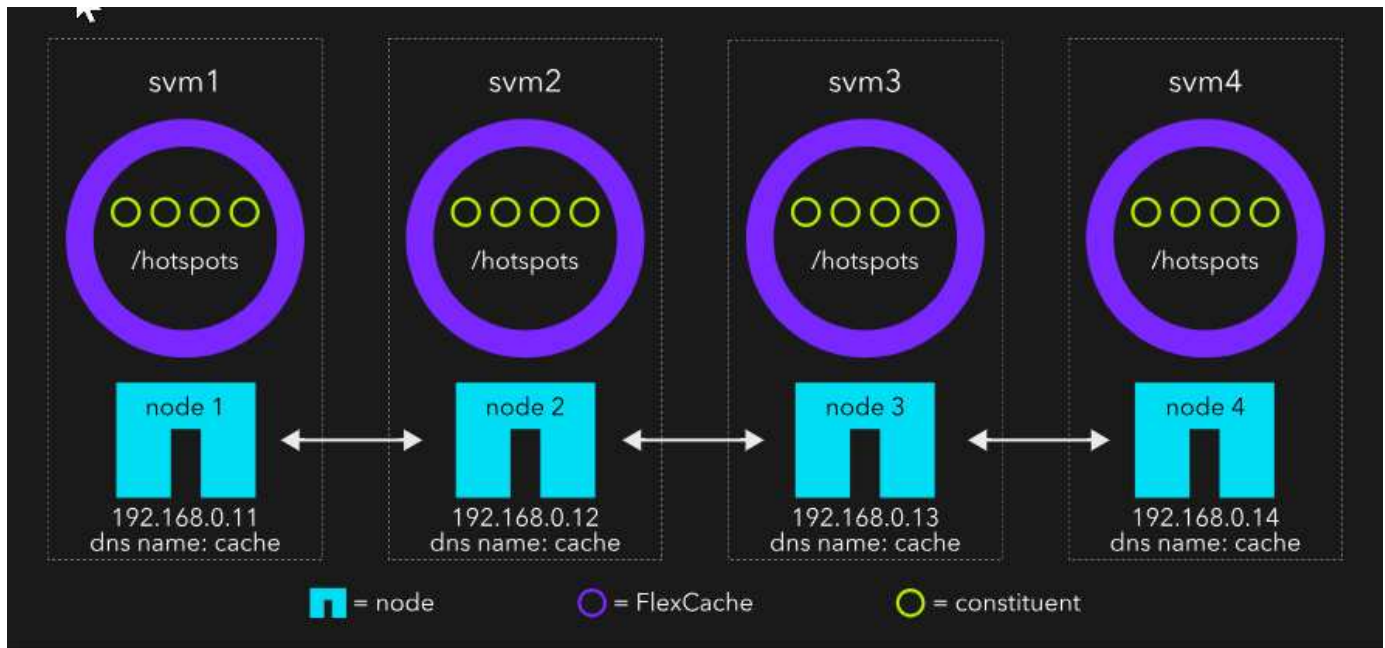 svm1 svm2 svm3 svm4
/hotspots /hotspots /hotspots /hotspots
node 1 node 2 node 3 node 4
192.168.0.11 192.168.0.12 192.168.0.13 192.168.0.14
dns name: cache dns name: cache dns name: cache dns name: cache
= node = FlexCache = constituent